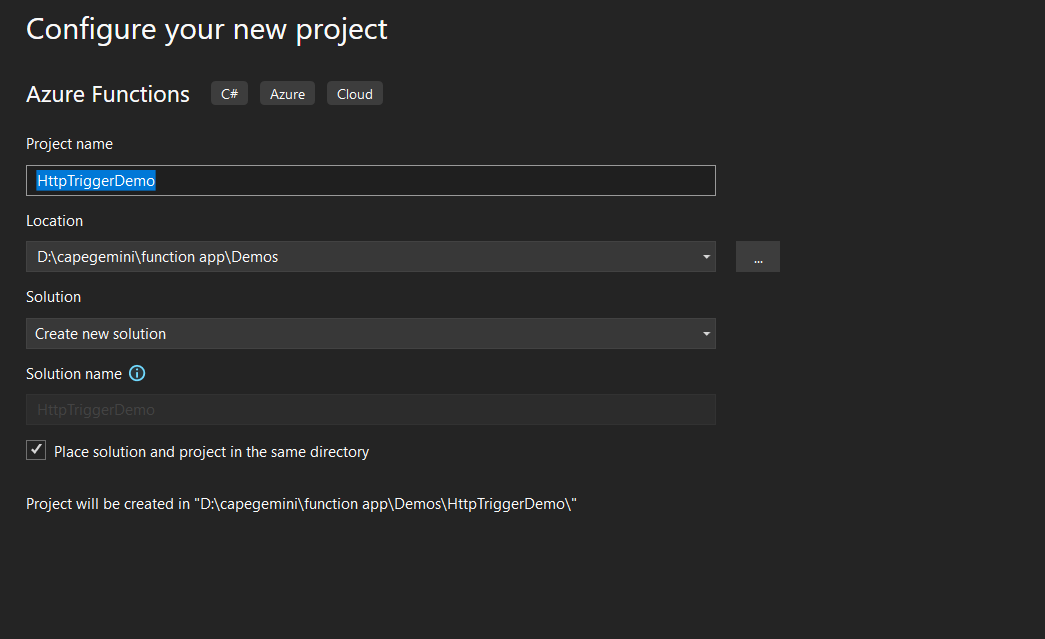 Configure your new project
Azure Functions C# Azure Cloud
Project name
HttpTriggerDemo
Location
D:\capegemini\function app\Demos
...
Solution
Create new solution
Solution name
HttpTriggerDemo
Place solution and project in the same directory
Project will be created in "D:\capegemini\function app\Demos\HttpTriggerDemo\"